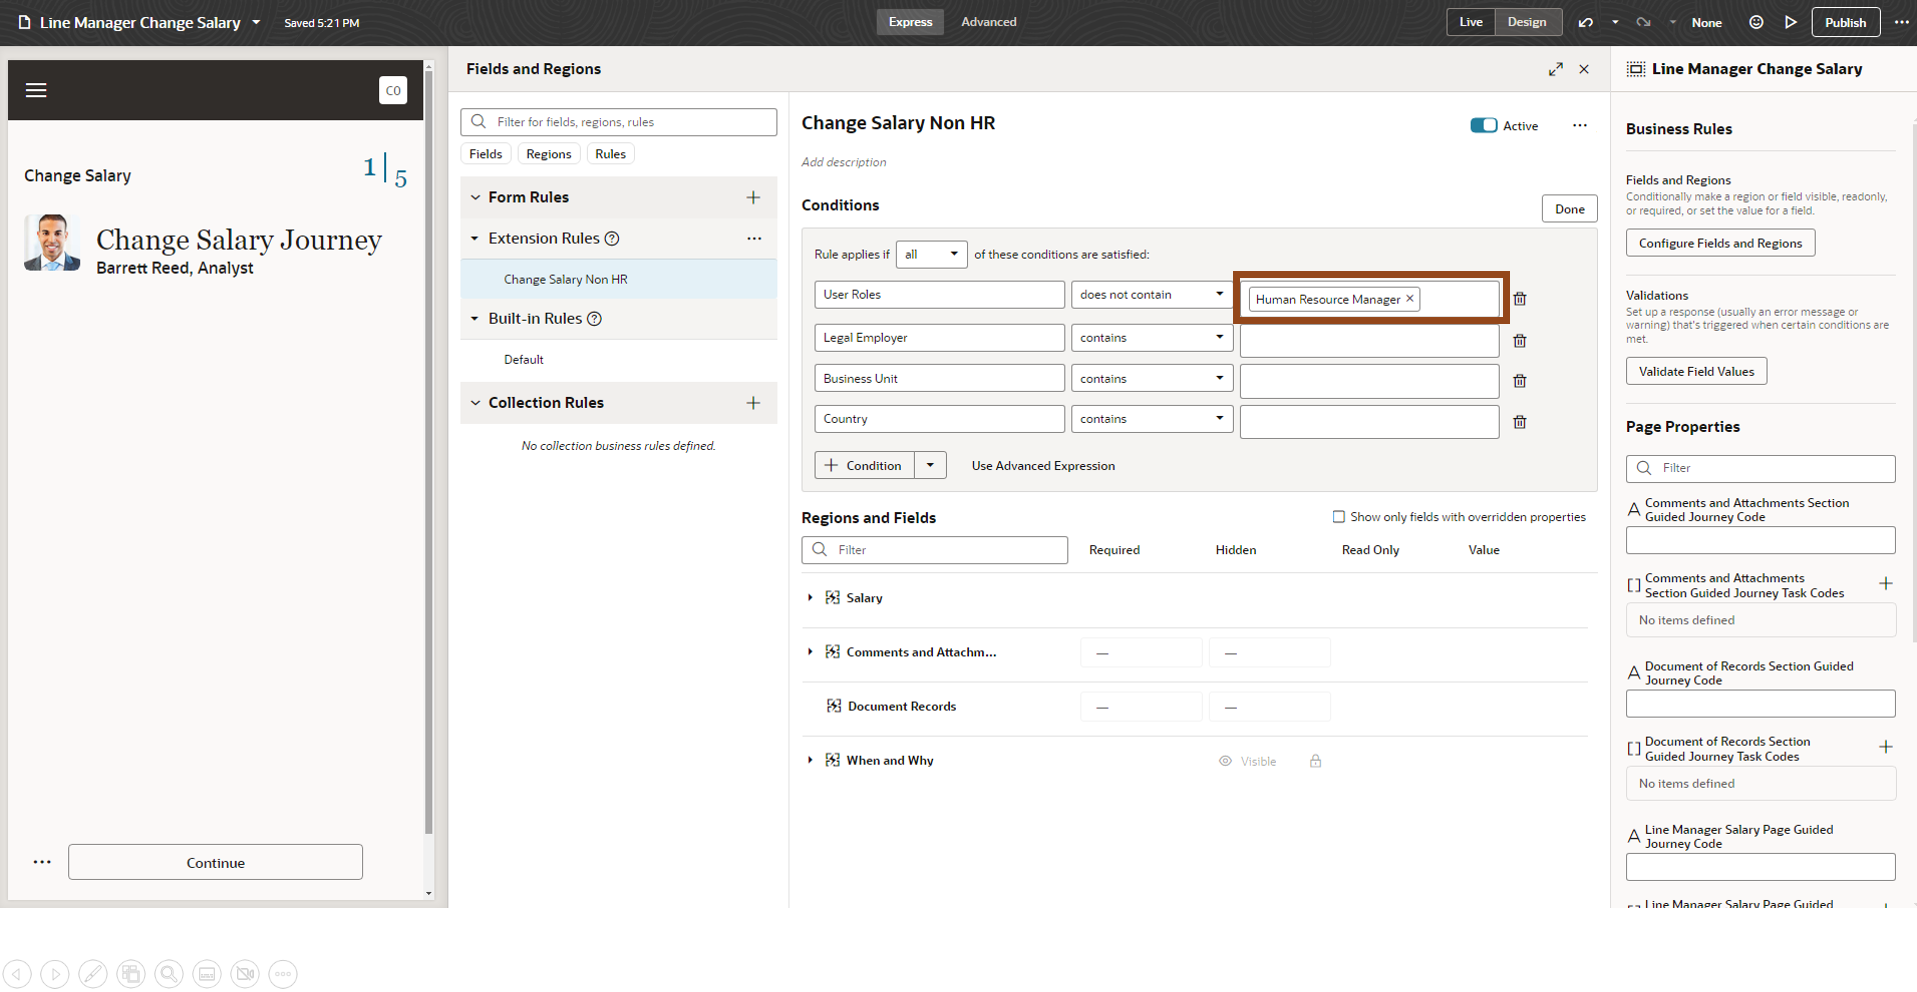 Line Manager Change Salary
Saved 5:21 PM
Express
Advanced
Live
Design
None
Publish
CO
Change Salary
1 | 5
Change Salary Journey
Barrett Reed, Analyst
Continue
Fields and Regions
Filter for fields, regions, rules
Fields
Regions
Rules
Form Rules
Extension Rules
Change Salary Non HR
Built-in Rules
Default
Collection Rules
No collection business rules defined.
Change Salary Non HR
Active
Add description
Conditions
Done
Rule applies if all of these conditions are satisfied:
User Roles does not contain Human Resource Manager
Legal Employer contains
Business Unit contains
Country contains
+ Condition
Use Advanced Expression
Regions and Fields
Show only fields with overridden properties
Filter
Required
Hidden
Read Only
Value
Salary
Comments and Attachm... — —
Document Records — —
When and Why
Visible
Line Manager Change Salary
Business Rules
Fields and Regions
Conditionally make a region or field visible, readonly,
or required, or set the value for a field.
Configure Fields and Regions
Validations
Set up a response (usually an error message or
warning) that's triggered when certain conditions are
met.
Validate Field Values
Page Properties
Filter
Comments and Attachments Section
Guided Journey Code
Comments and Attachments
Section Guided Journey Task Codes
No items defined
Document of Records Section Guided
Journey Code
Document of Records Section
Guided Journey Task Codes
No items defined
Line Manager Salary Page Guided
Journey Code
Line Manager Salary Page Guided